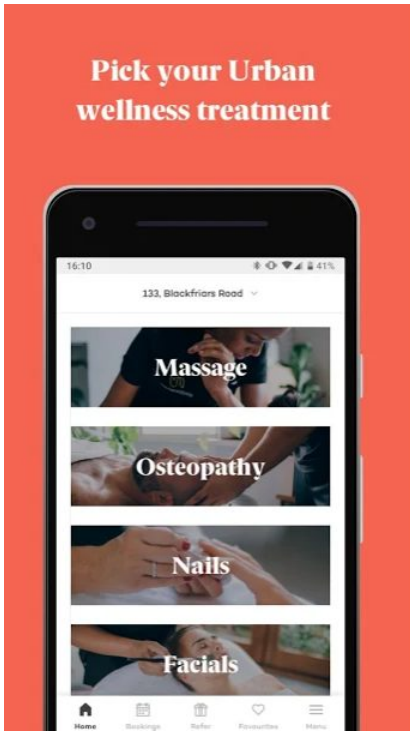 Pick your Urban
wellness treatment
16:10 41%
133, Blackfriars Road
Massage
Osteopathy
Nails
Facials
Home Bookings Refer Favourites Menu